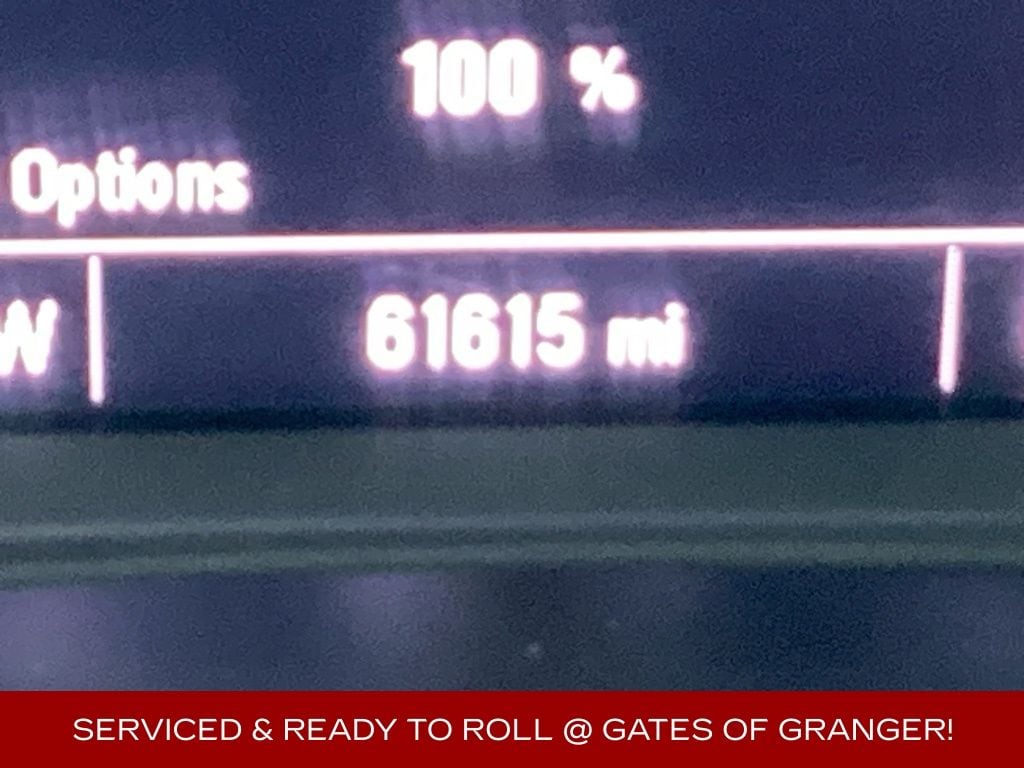 100 %
Options
W
61615 mi
SERVICED & READY TO ROLL @ GATES OF GRANGER!